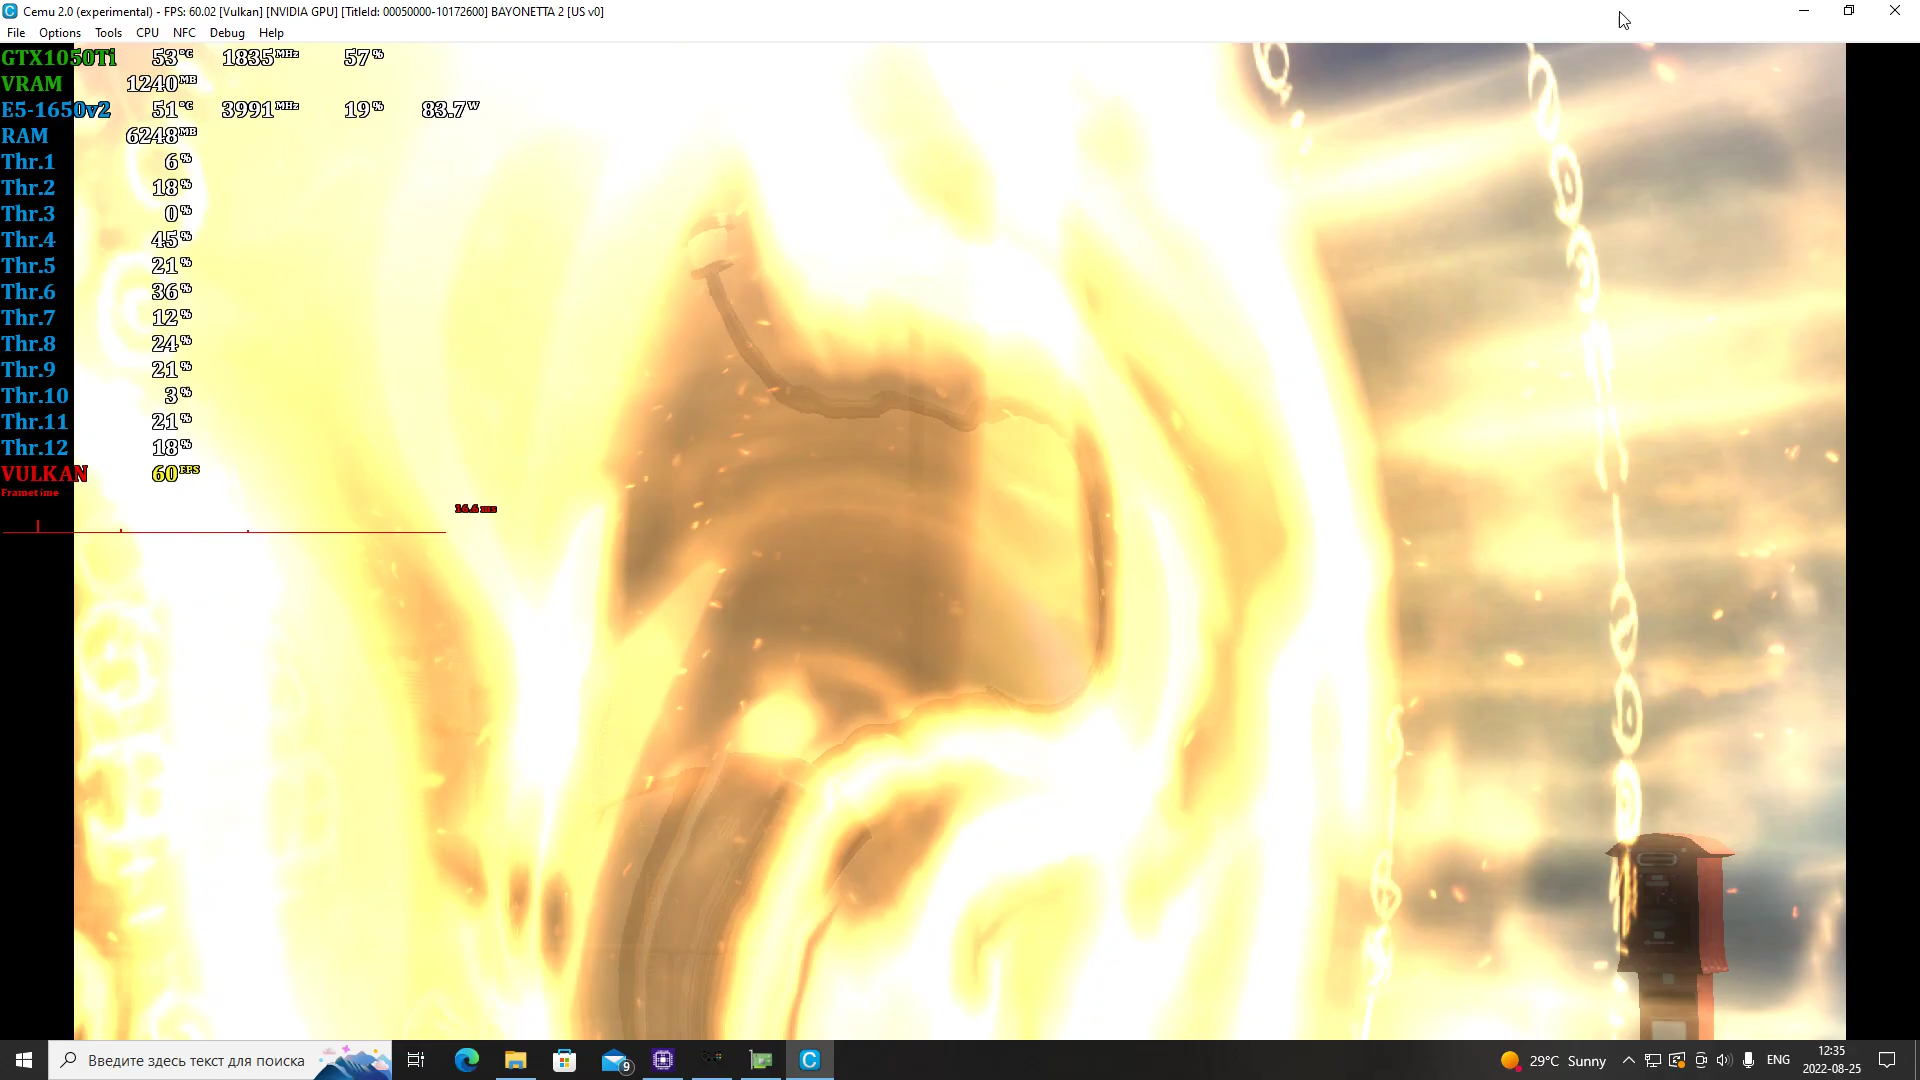 Cemu 2.0 (experimental) - FPS: 60.02 [Vulkan] [NVIDIA GPU] [TitleId: 00050000-10172600] BAYONETTA 2 [US v0]
File Options Tools CPU NFC Debug Help
GTX1050Ti 53°C 1835MHz 57%
VRAM 1240MB
E5-1650v2 51°C 3991MHz 19% 83.7W
RAM 6248MB
Thr.1 6%
Thr.2 18%
Thr.3 0%
Thr.4 45%
Thr.5 21%
Thr.6 36%
Thr.7 12%
Thr.8 24%
Thr.9 21%
Thr.10 3%
Thr.11 21%
Thr.12 18%
VULKAN 60FPS
Frametime
16.6 ms
Введите здесь текст для поиска
9
29°C Sunny
ENG
12:35
2022-08-25